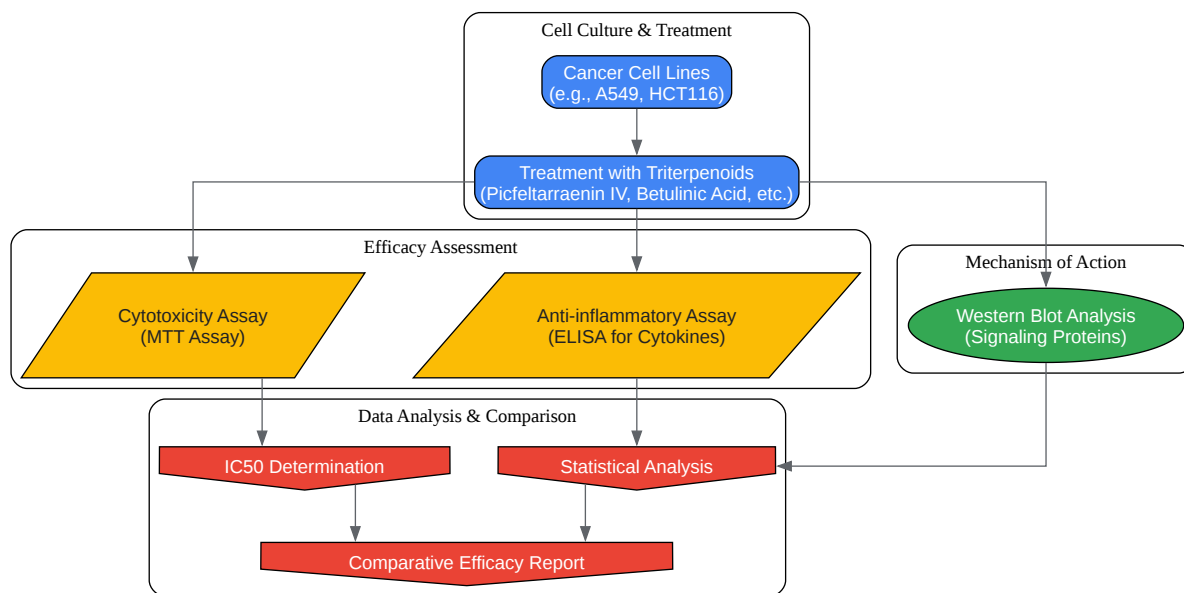 Cell Culture & Treatment
Cancer Cell Lines
(e.g., A549, HCT116)
Treatment with Triterpenoids
(Picfeltarraenin IV, Betulinic Acid, etc.)
Efficacy Assessment
Cytotoxicity Assay
(MTT Assay)
Anti-inflammatory Assay
(ELISA for Cytokines)
Mechanism of Action
Western Blot Analysis
(Signaling Proteins)
Data Analysis & Comparison
IC50 Determination
Statistical Analysis
Comparative Efficacy Report